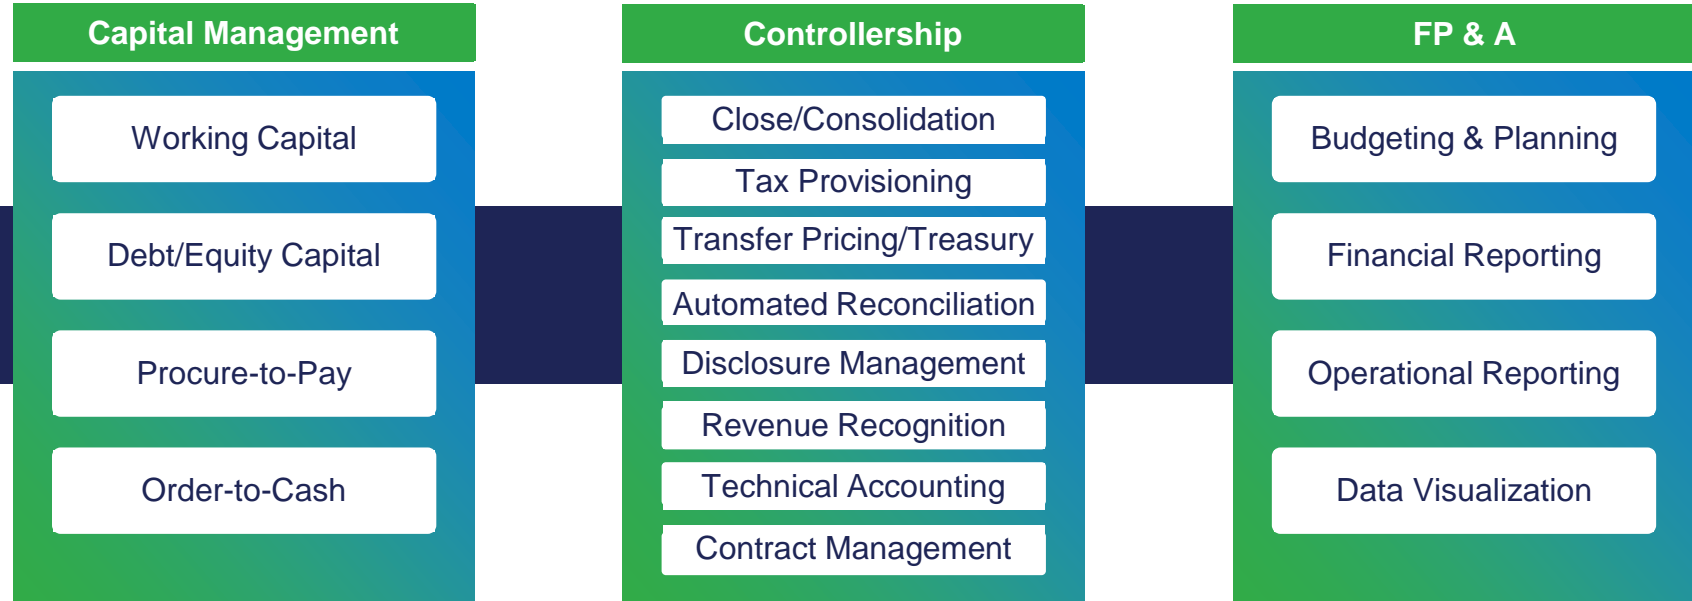 Capital Management
Working Capital
Debt/Equity Capital
Procure-to-Pay
Order-to-Cash
Controllership
Close/Consolidation
Tax Provisioning
Transfer Pricing/Treasury
Automated Reconciliation
Disclosure Management
Revenue Recognition
Technical Accounting
Contract Management
FP & A
Budgeting & Planning
Financial Reporting
Operational Reporting
Data Visualization